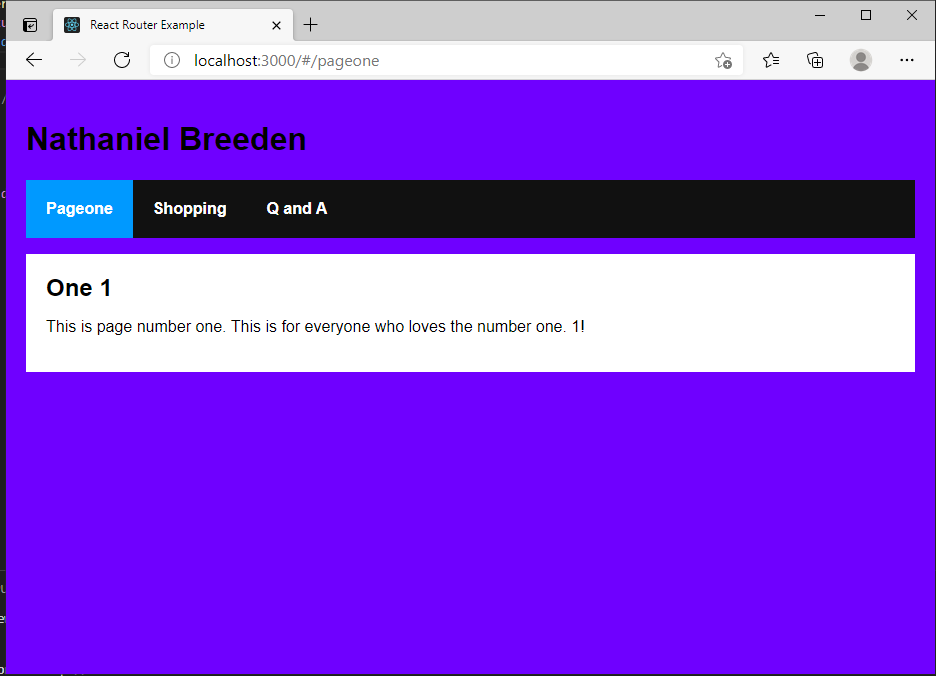 React Router Example
localhost:3000/#/pageone
Nathaniel Breeden
Pageone Shopping Q and A
One 1
This is page number one. This is for everyone who loves the number one. 1!